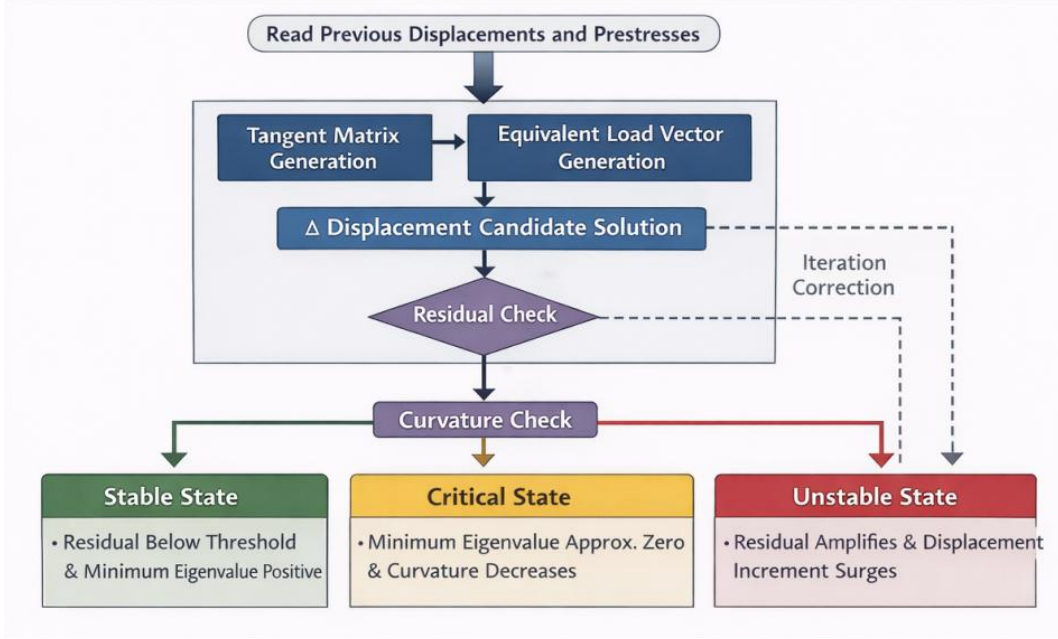 Read Previous Displacements and Prestresses
Tangent Matrix
Generation
Equivalent Load Vector
Generation
Δ Displacement Candidate Solution
Iteration
Correction
Residual Check
Curvature Check
Stable State
• Residual Below Threshold
& Minimum Eigenvalue Positive
Critical State
• Minimum Eigenvalue Approx. Zero
& Curvature Decreases
Unstable State
• Residual Amplifies & Displacement
Increment Surges